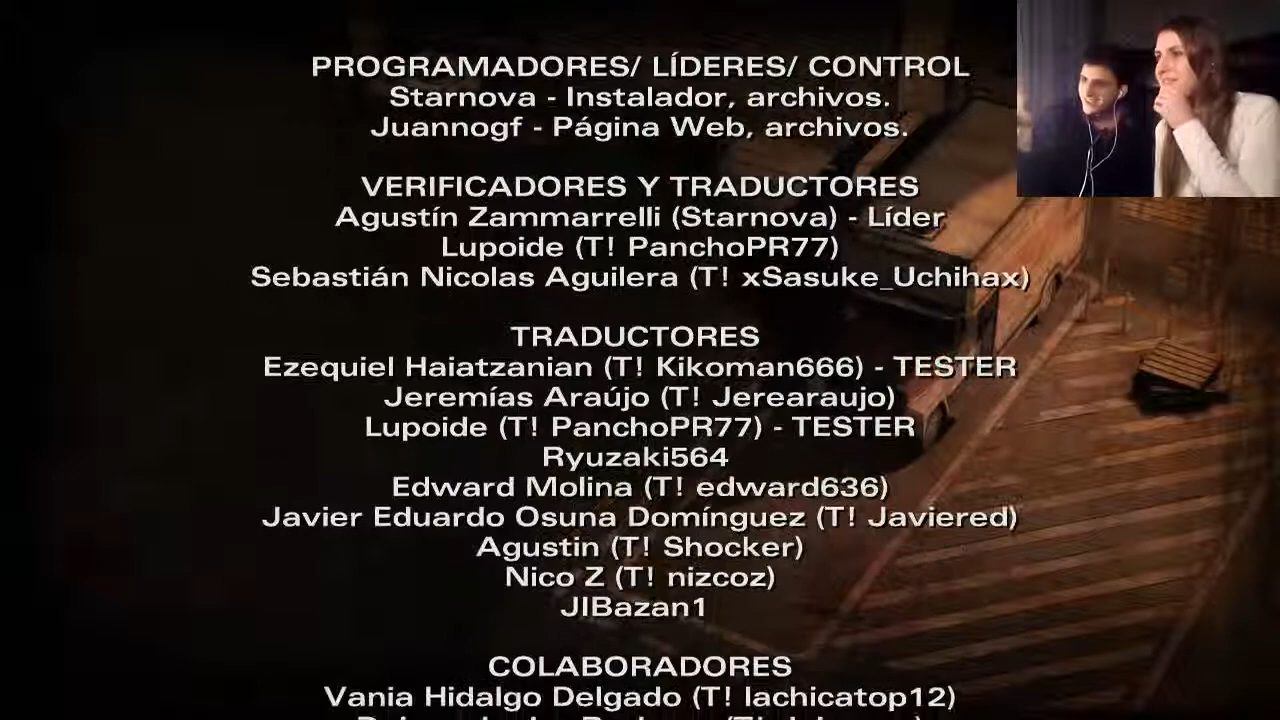 PROGRAMADORES/ LÍDERES/ CONTROL
Starnova - Instalador, archivos.
Juannogf - Página Web, archivos.
VERIFICADORES Y TRADUCTORES
Agustín Zammarrelli (Starnova) - Líder
Lupoide (T! PanchoPR77)
Sebastián Nicolas Aguilera (T! xSasuke_Uchihax)
TRADUCTORES
Ezequiel Haiatzanian (T! Kikoman666) - TESTER
Jeremías Araújo (T! Jerearaujo)
Lupoide (T! PanchoPR77) - TESTER
Ryuzaki564
Edward Molina (T! edward636)
Javier Eduardo Osuna Domínguez (T! Javiered)
Agustin (T! Shocker)
Nico Z (T! nizcoz)
JIBazan1
COLABORADORES
Vania Hidalgo Delgado (T! lachicatop12)